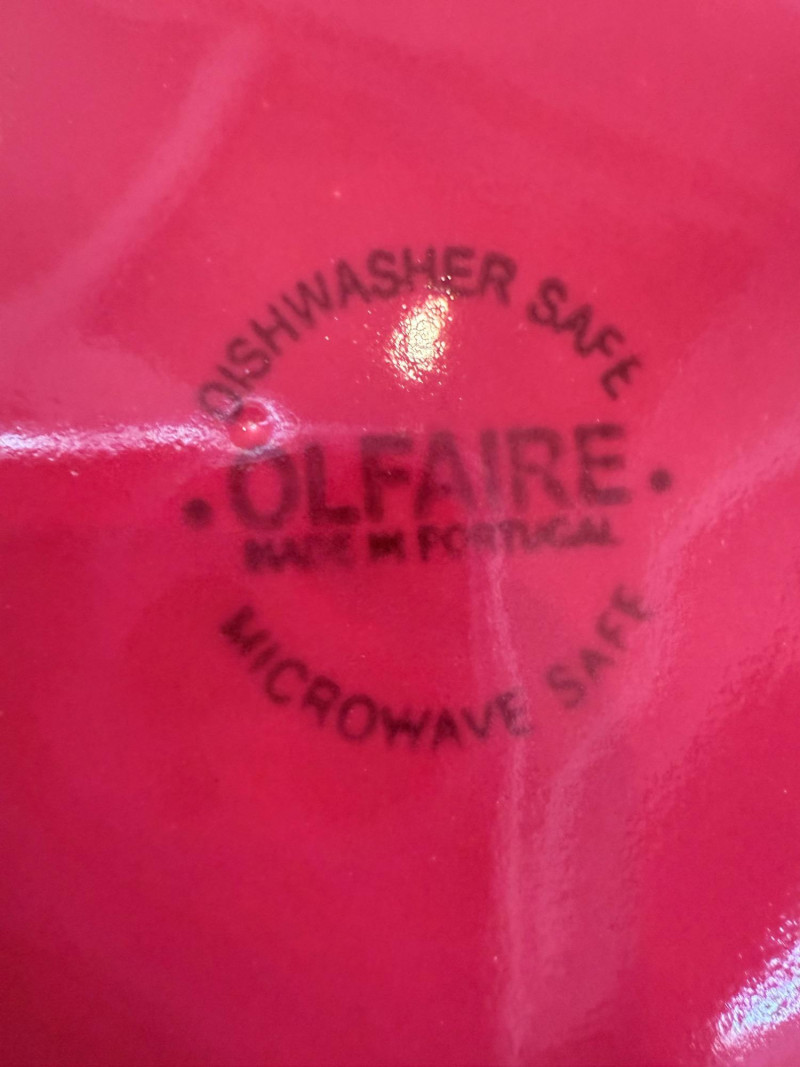 DISHWASHER SAFE
OLFAIRE
MADE IN PORTUGAL
MICROWAVE SAFE